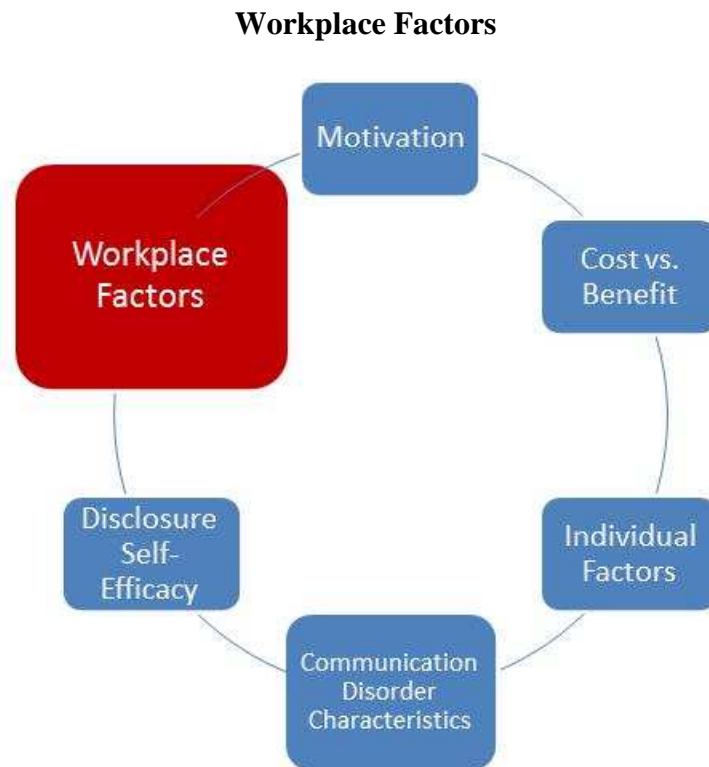 Workplace Factors
Motivation
Workplace
Factors
Cost vs.
Benefit
Disclosure
Self-
Efficacy
Individual
Factors
Communication
Disorder
Characteristics